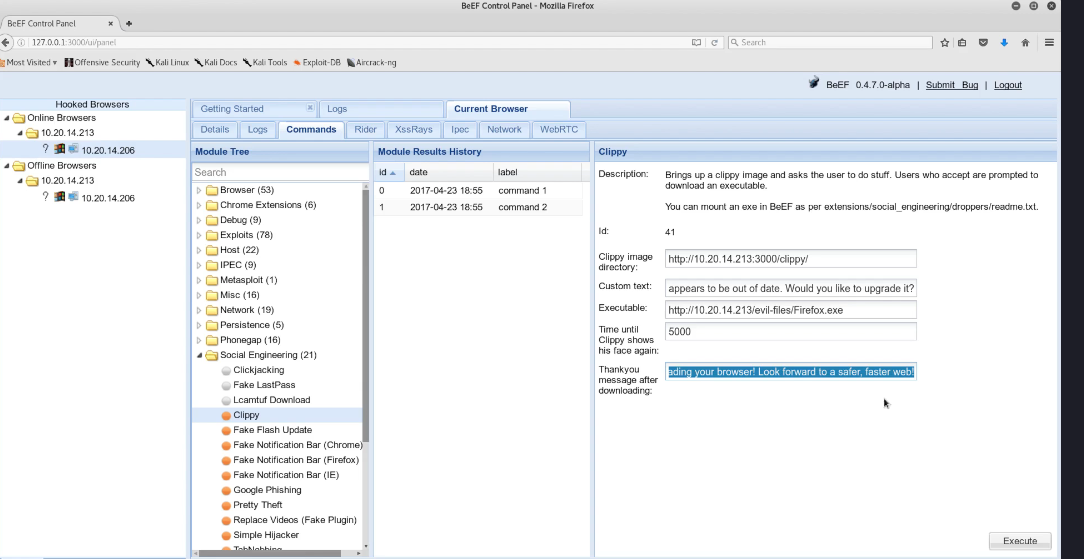 BeEF Control Panel - Mozilla Firefox
BeEF Control Panel × +
127.0.0.1:3000/ui/panel Search
Most Visited Offensive Security Kali Linux Kali Docs Kali Tools Exploit-DB Aircrack-ng
BeEF 0.4.7.0-alpha | Submit Bug | Logout
Hooked Browsers
Online Browsers
10.20.14.213
? 10.20.14.206
Offline Browsers
10.20.14.213
? 10.20.14.206
Getting Started Logs Current Browser
Details Logs Commands Rider XssRays Ipec Network WebRTC
Module Tree
Search
Browser (53)
Chrome Extensions (6)
Debug (9)
Exploits (78)
Host (22)
IPEC (9)
Metasploit (1)
Misc (16)
Network (19)
Persistence (5)
Phonegap (16)
Social Engineering (21)
Clickjacking
Fake LastPass
Lcamtuf Download
Clippy
Fake Flash Update
Fake Notification Bar (Chrome)
Fake Notification Bar (Firefox)
Fake Notification Bar (IE)
Google Phishing
Pretty Theft
Replace Videos (Fake Plugin)
Simple Hijacker
TabNabbing
Module Results History
id date label
0 2017-04-23 18:55 command 1
1 2017-04-23 18:55 command 2
Clippy
Description: Brings up a clippy image and asks the user to do stuff. Users who accept are prompted to
download an executable.
You can mount an exe in BeEF as per extensions/social_engineering/droppers/readme.txt.
Id: 41
Clippy image
directory: http://10.20.14.213:3000/clippy/
Custom text: appears to be out of date. Would you like to upgrade it?
Executable: http://10.20.14.213/evil-files/Firefox.exe
Time until
Clippy shows
his face again: 5000
Thankyou
message after
downloading: ading your browser! Look forward to a safer, faster web!
Execute